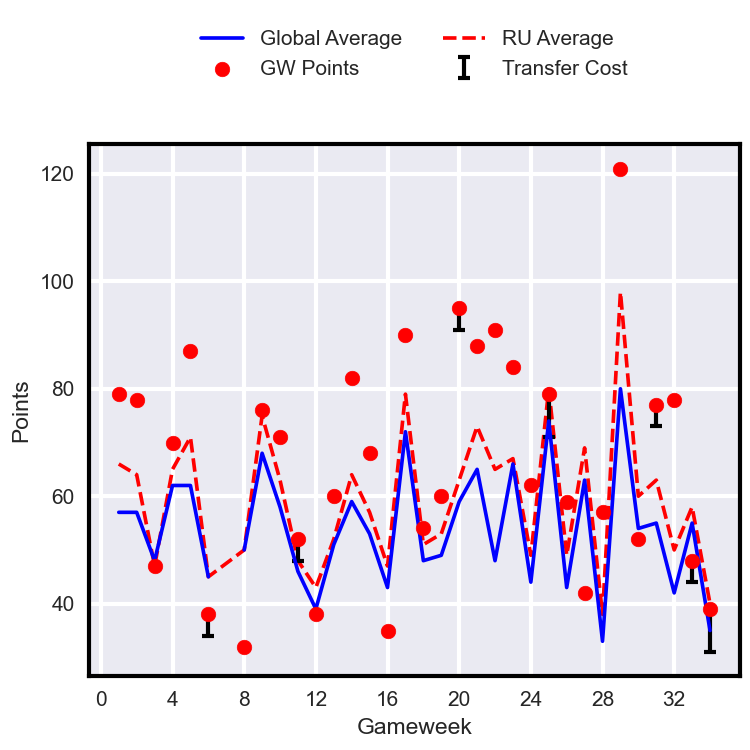 Global Average
RU Average
GW Points
Transfer Cost
120
100
80
60
40
Points
0 4 8 12 16 20 24 28 32
Gameweek